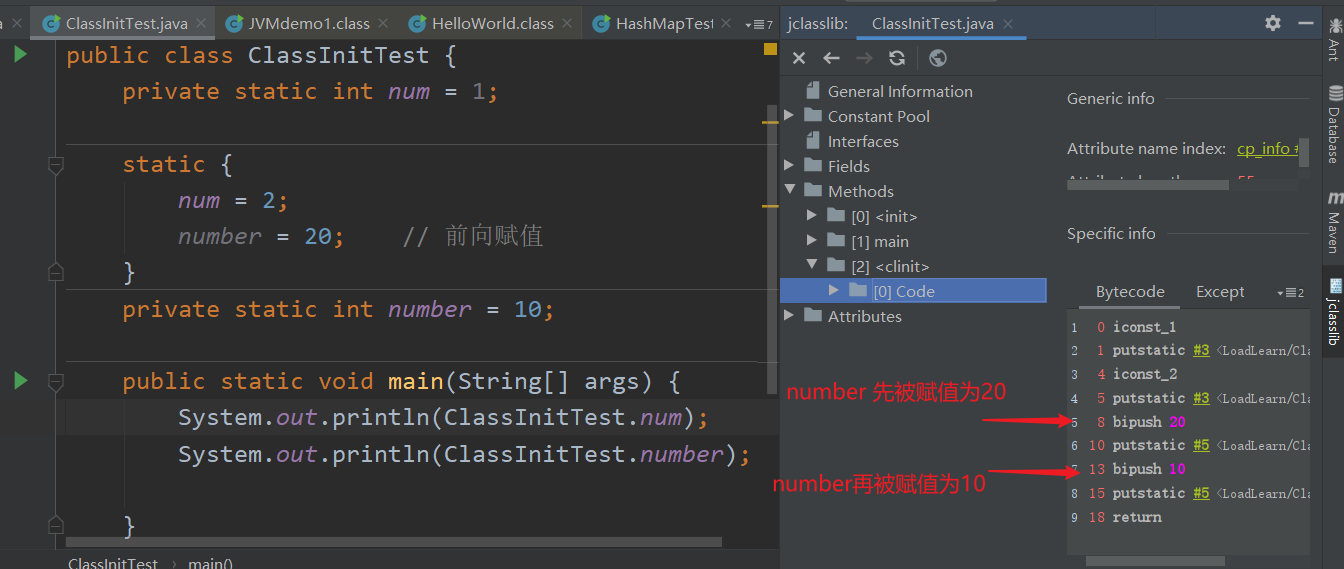 ClassInitTest.java
JVMdemo1.class
HelloWorld.class
HashMapTest
7
public class ClassInitTest {
private static int num = 1;
static {
num = 2;
number = 20; // 前向赋值
}
private static int number = 10;
public static void main(String[] args) {
System.out.println(ClassInitTest.num);
System.out.println(ClassInitTest.number);
}
ClassInitTest
main()
jclasslib:
ClassInitTest.java
General Information
Constant Pool
Interfaces
Fields
Methods
[0] <init>
[1] main
[2] <clinit>
[0] Code
Attributes
Generic info
Attribute name index: cp_info #
55
Specific info
Bytecode
Except
2
1 0 iconst_1
2 1 putstatic #3 <LoadLearn/Cla
3 4 iconst_2
4 5 putstatic #3 <LoadLearn/Cla
5 8 bipush 20
6 10 putstatic #5 <LoadLearn/Cla
7 13 bipush 10
8 15 putstatic #5 <LoadLearn/Cla
9 18 return
number 先被赋值为20
number再被赋值为10
Ant
Database
Maven
jclasslib